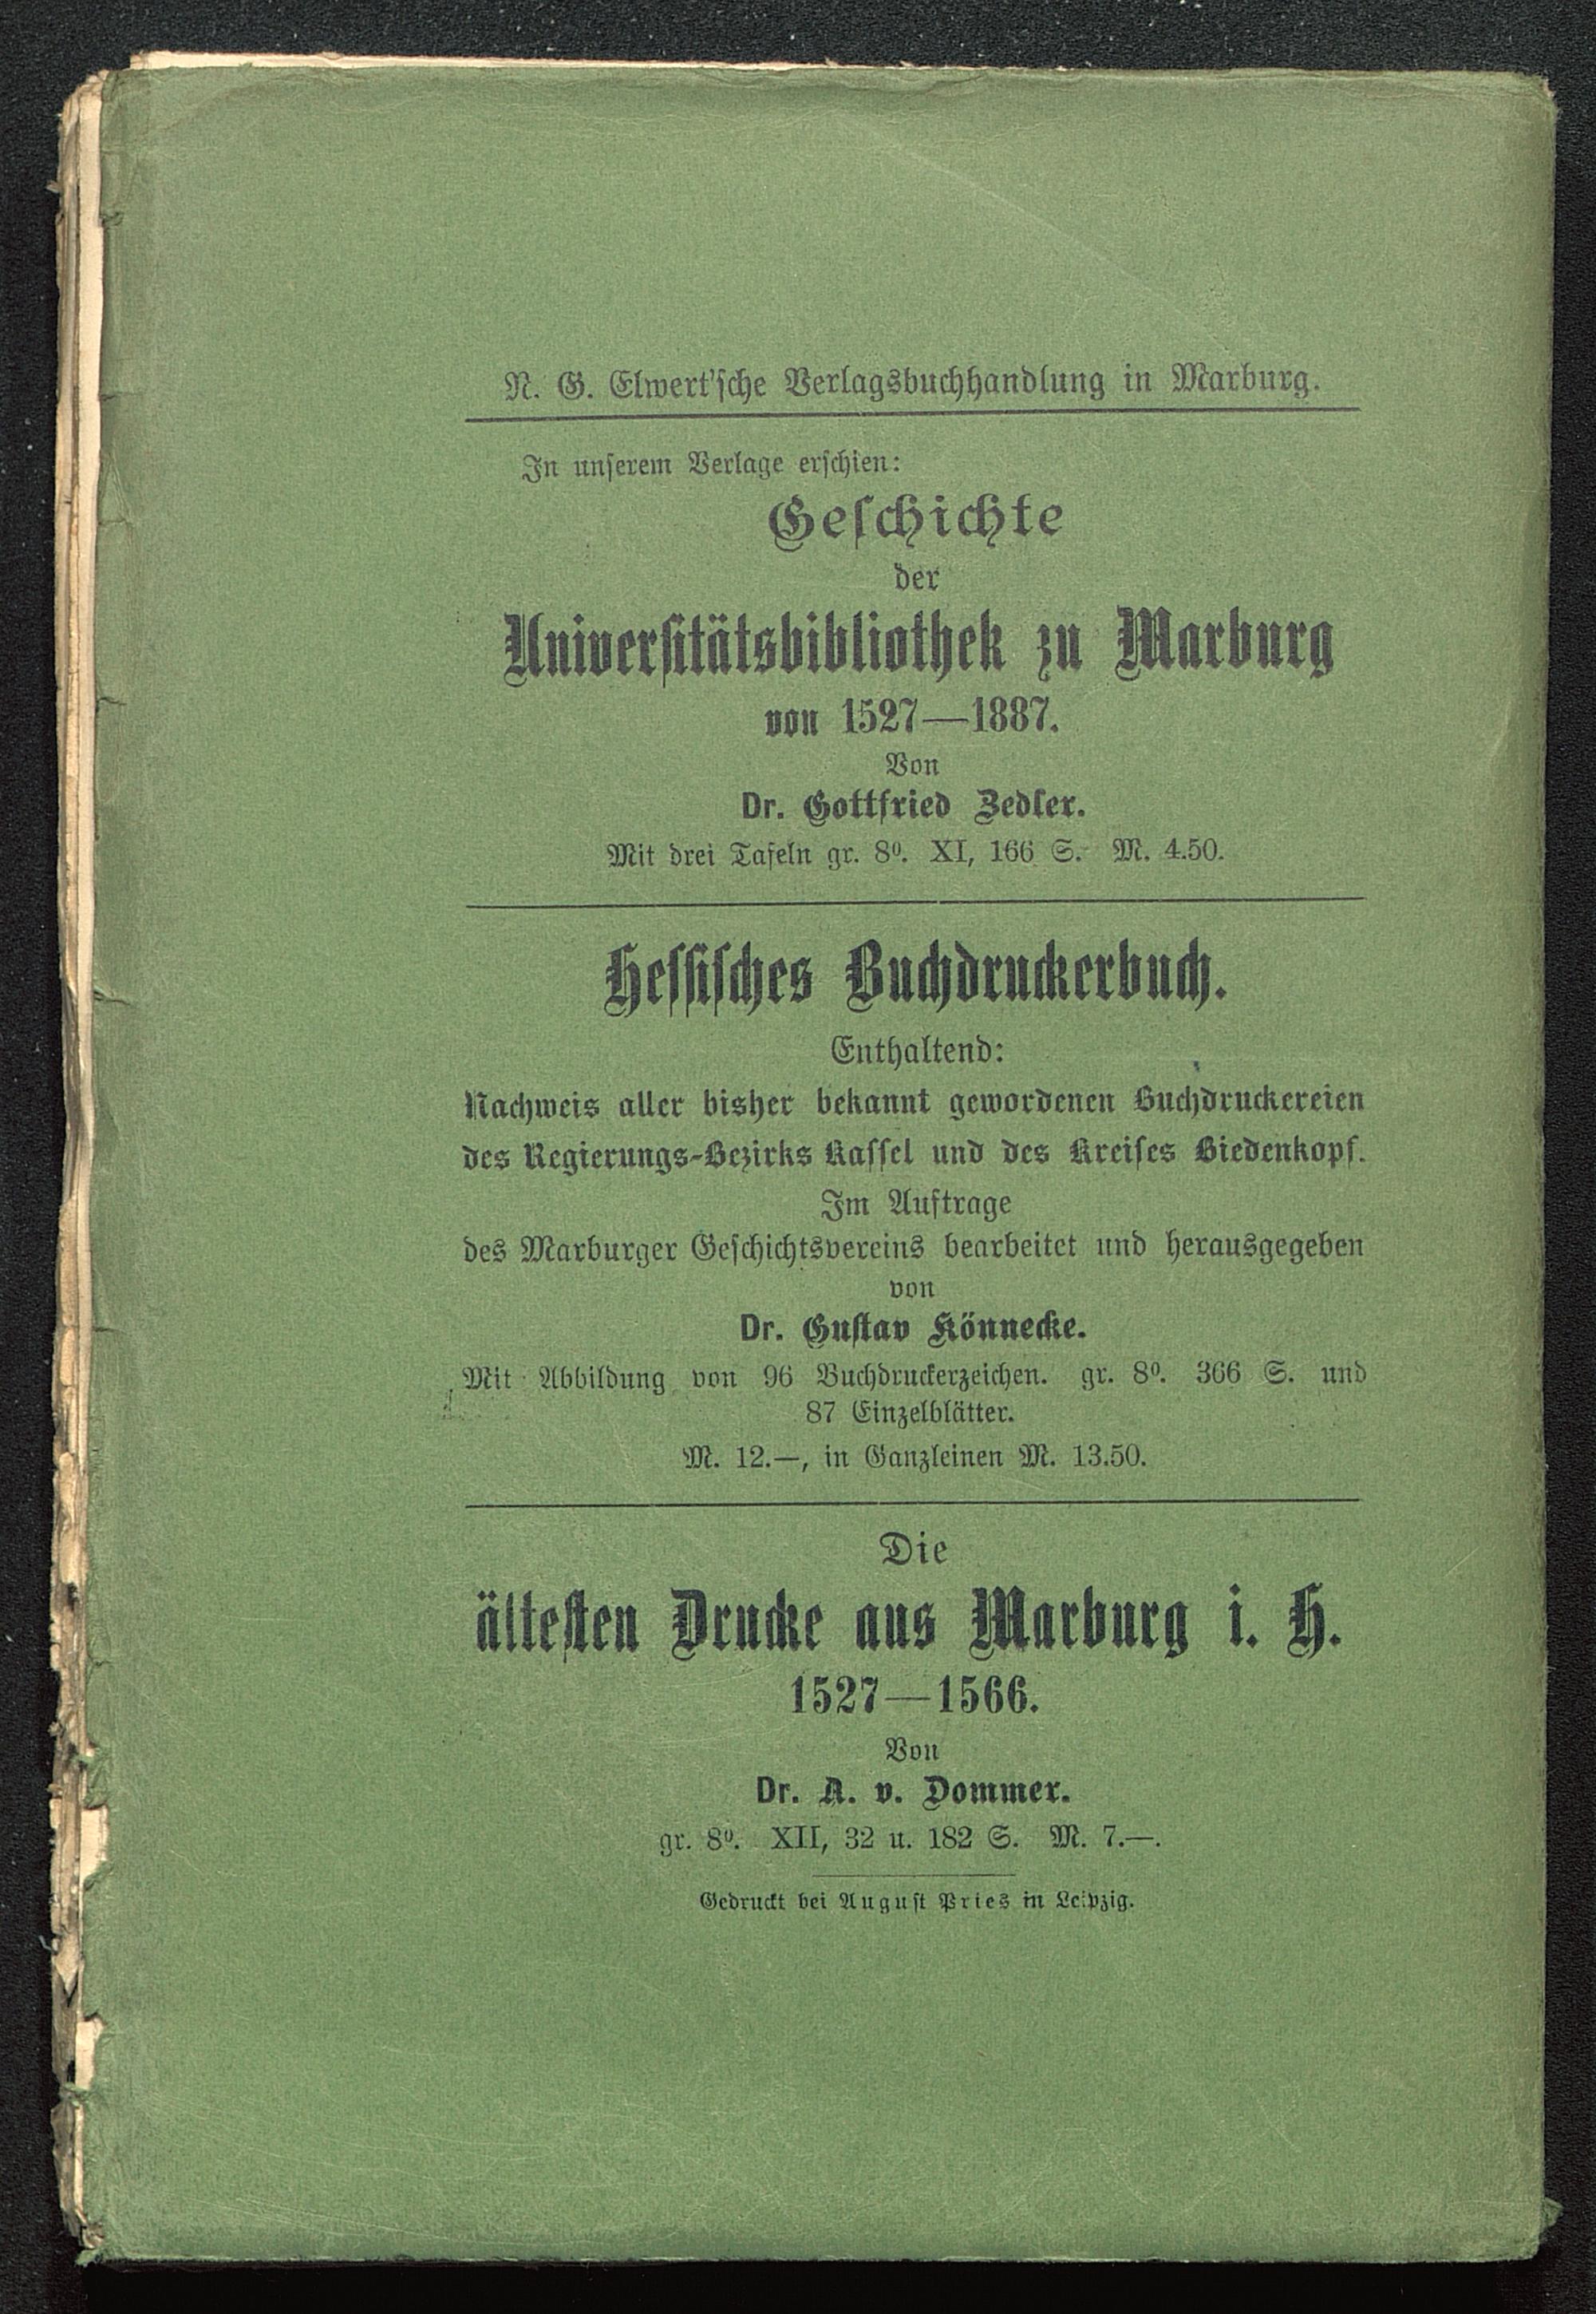 N. G. Elwert'sche Verlagsbuchhandlung in Marburg.
In unserem Verlage erschien:
Geschichte
der
Universitätsbibliothek zu Marburg
von 1527—1887.
Von
Dr. Gottfried Zedler.
Mit drei Tafeln gr. 8⁰. XI, 166 S. M. 4.50.
Hessisches Buchdruckerbuch.
Enthaltend:
Nachweis aller bisher bekannt gewordenen Buchdruckereien
des Regierungs-Bezirks Kassel und des Kreises Biedenkopf.
Im Auftrage
des Marburger Geschichtsvereins bearbeitet und herausgegeben
von
Dr. Gustav Könnecke.
Mit Abbildung von 96 Buchdruckerzeichen. gr. 8⁰. 366 S. und
87 Einzelblätter.
M. 12.—, in Ganzleinen M. 13.50.
Die
ältesten Drucke aus Marburg i. H.
1527—1566.
Von
Dr. A. v. Dommer.
gr. 8⁰. XII, 32 u. 182 S. M. 7.—.
Gedruckt bei August Pries in Leipzig.